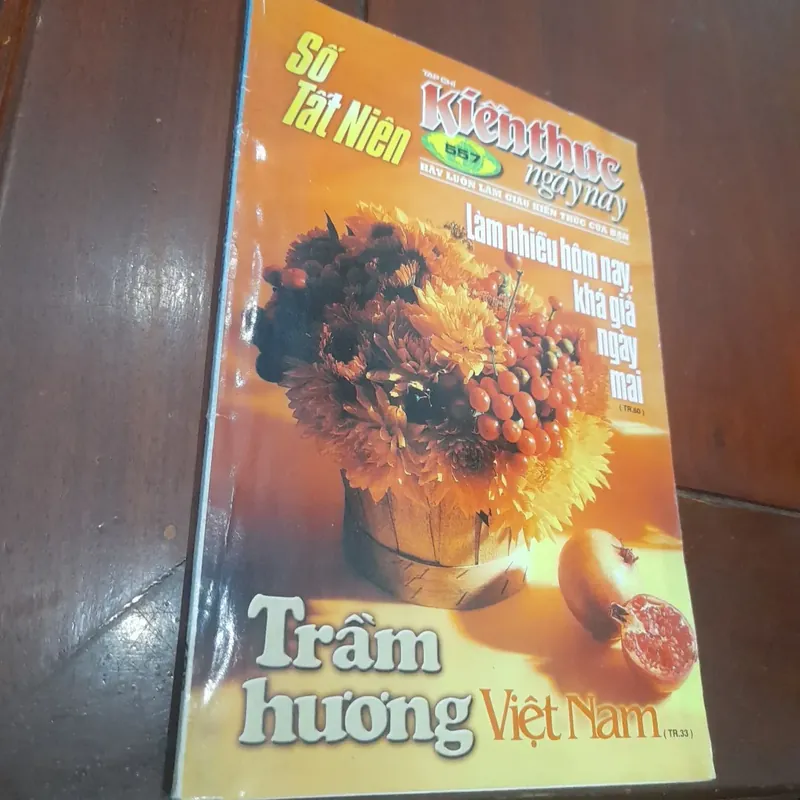 Số
Tất Niên
TẠP CHÍ
Kiến thức
557
ngày nay
HÃY LUÔN LÀM GIÀU KIẾN THỨC CỦA BẠN
Làm nhiều hôm nay,
khá giả
ngày
mai
( TR.60 )
Trầm
hương Việt Nam ( TR.33 )